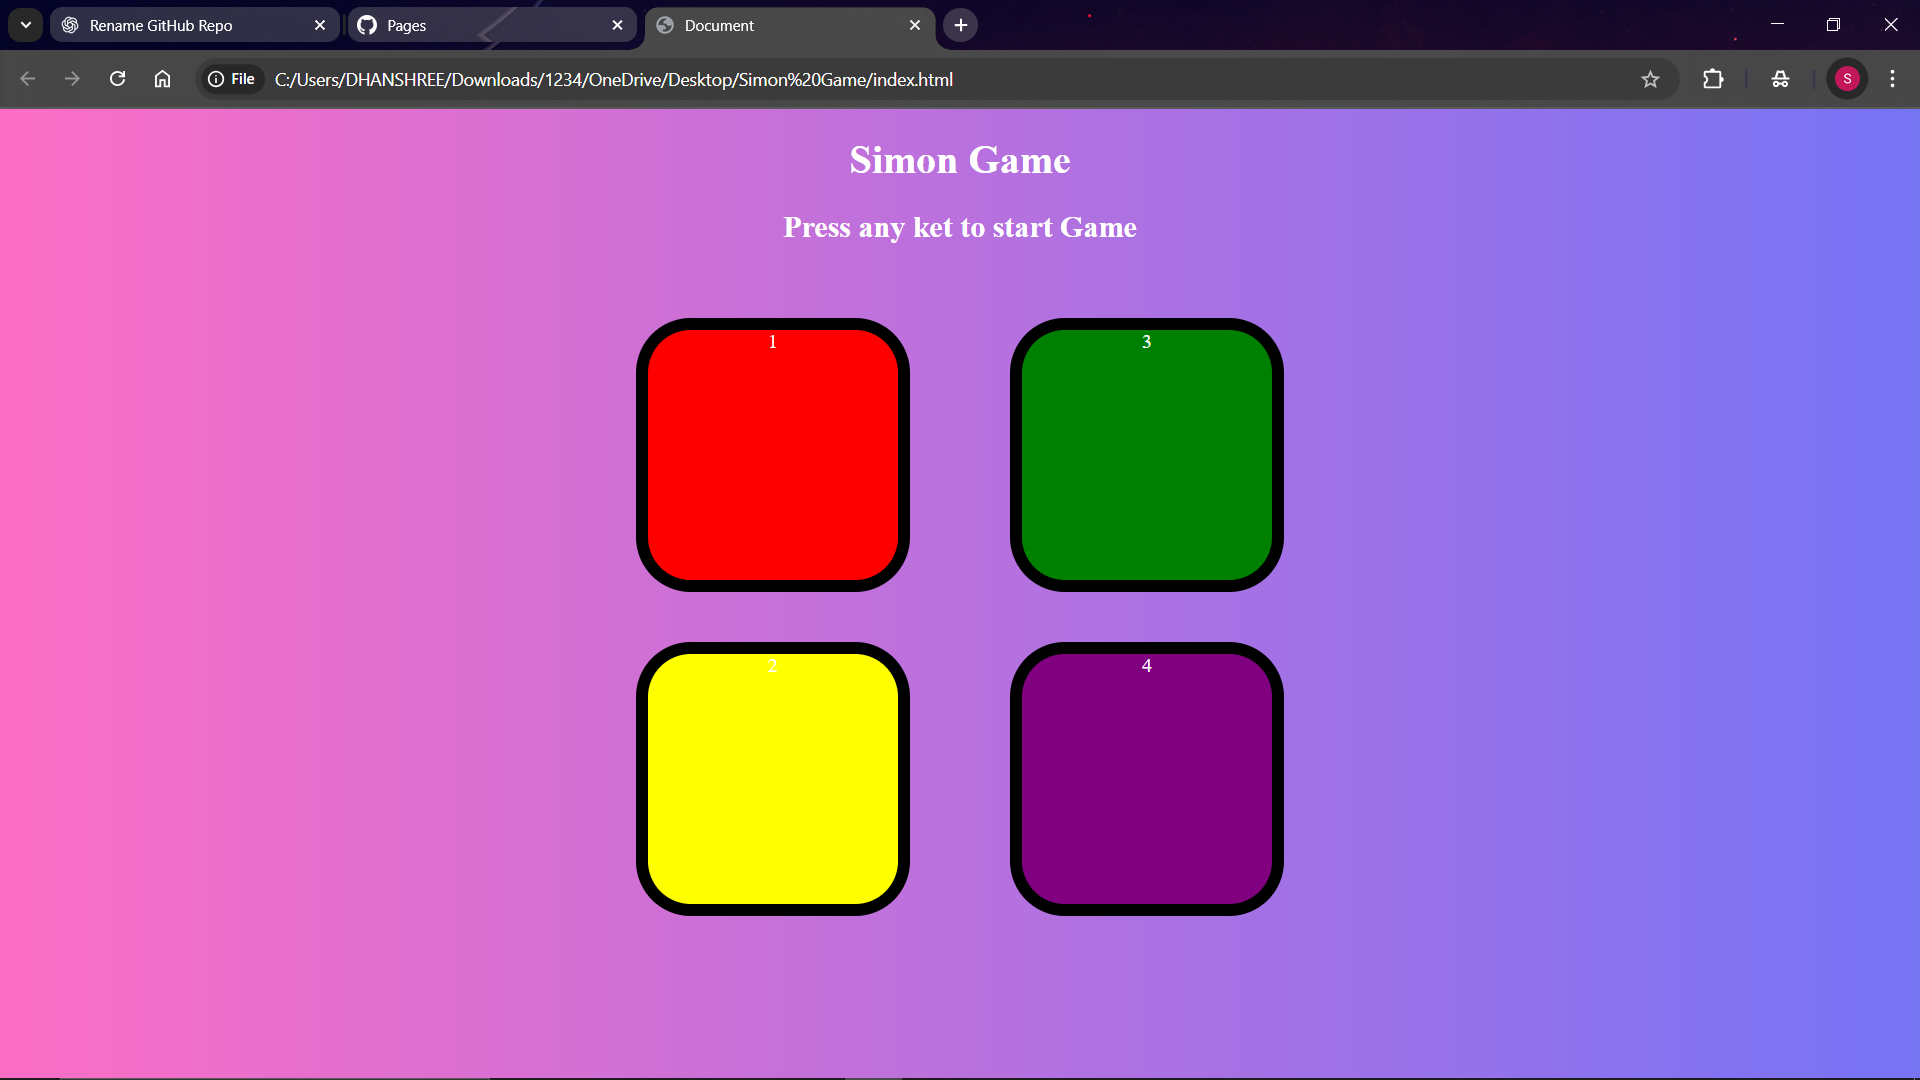 Rename GitHub Repo
Pages
Document
File
C:/Users/DHANSHREE/Downloads/1234/OneDrive/Desktop/Simon%20Game/index.html
S
Simon Game
Press any ket to start Game
1
3
2
4